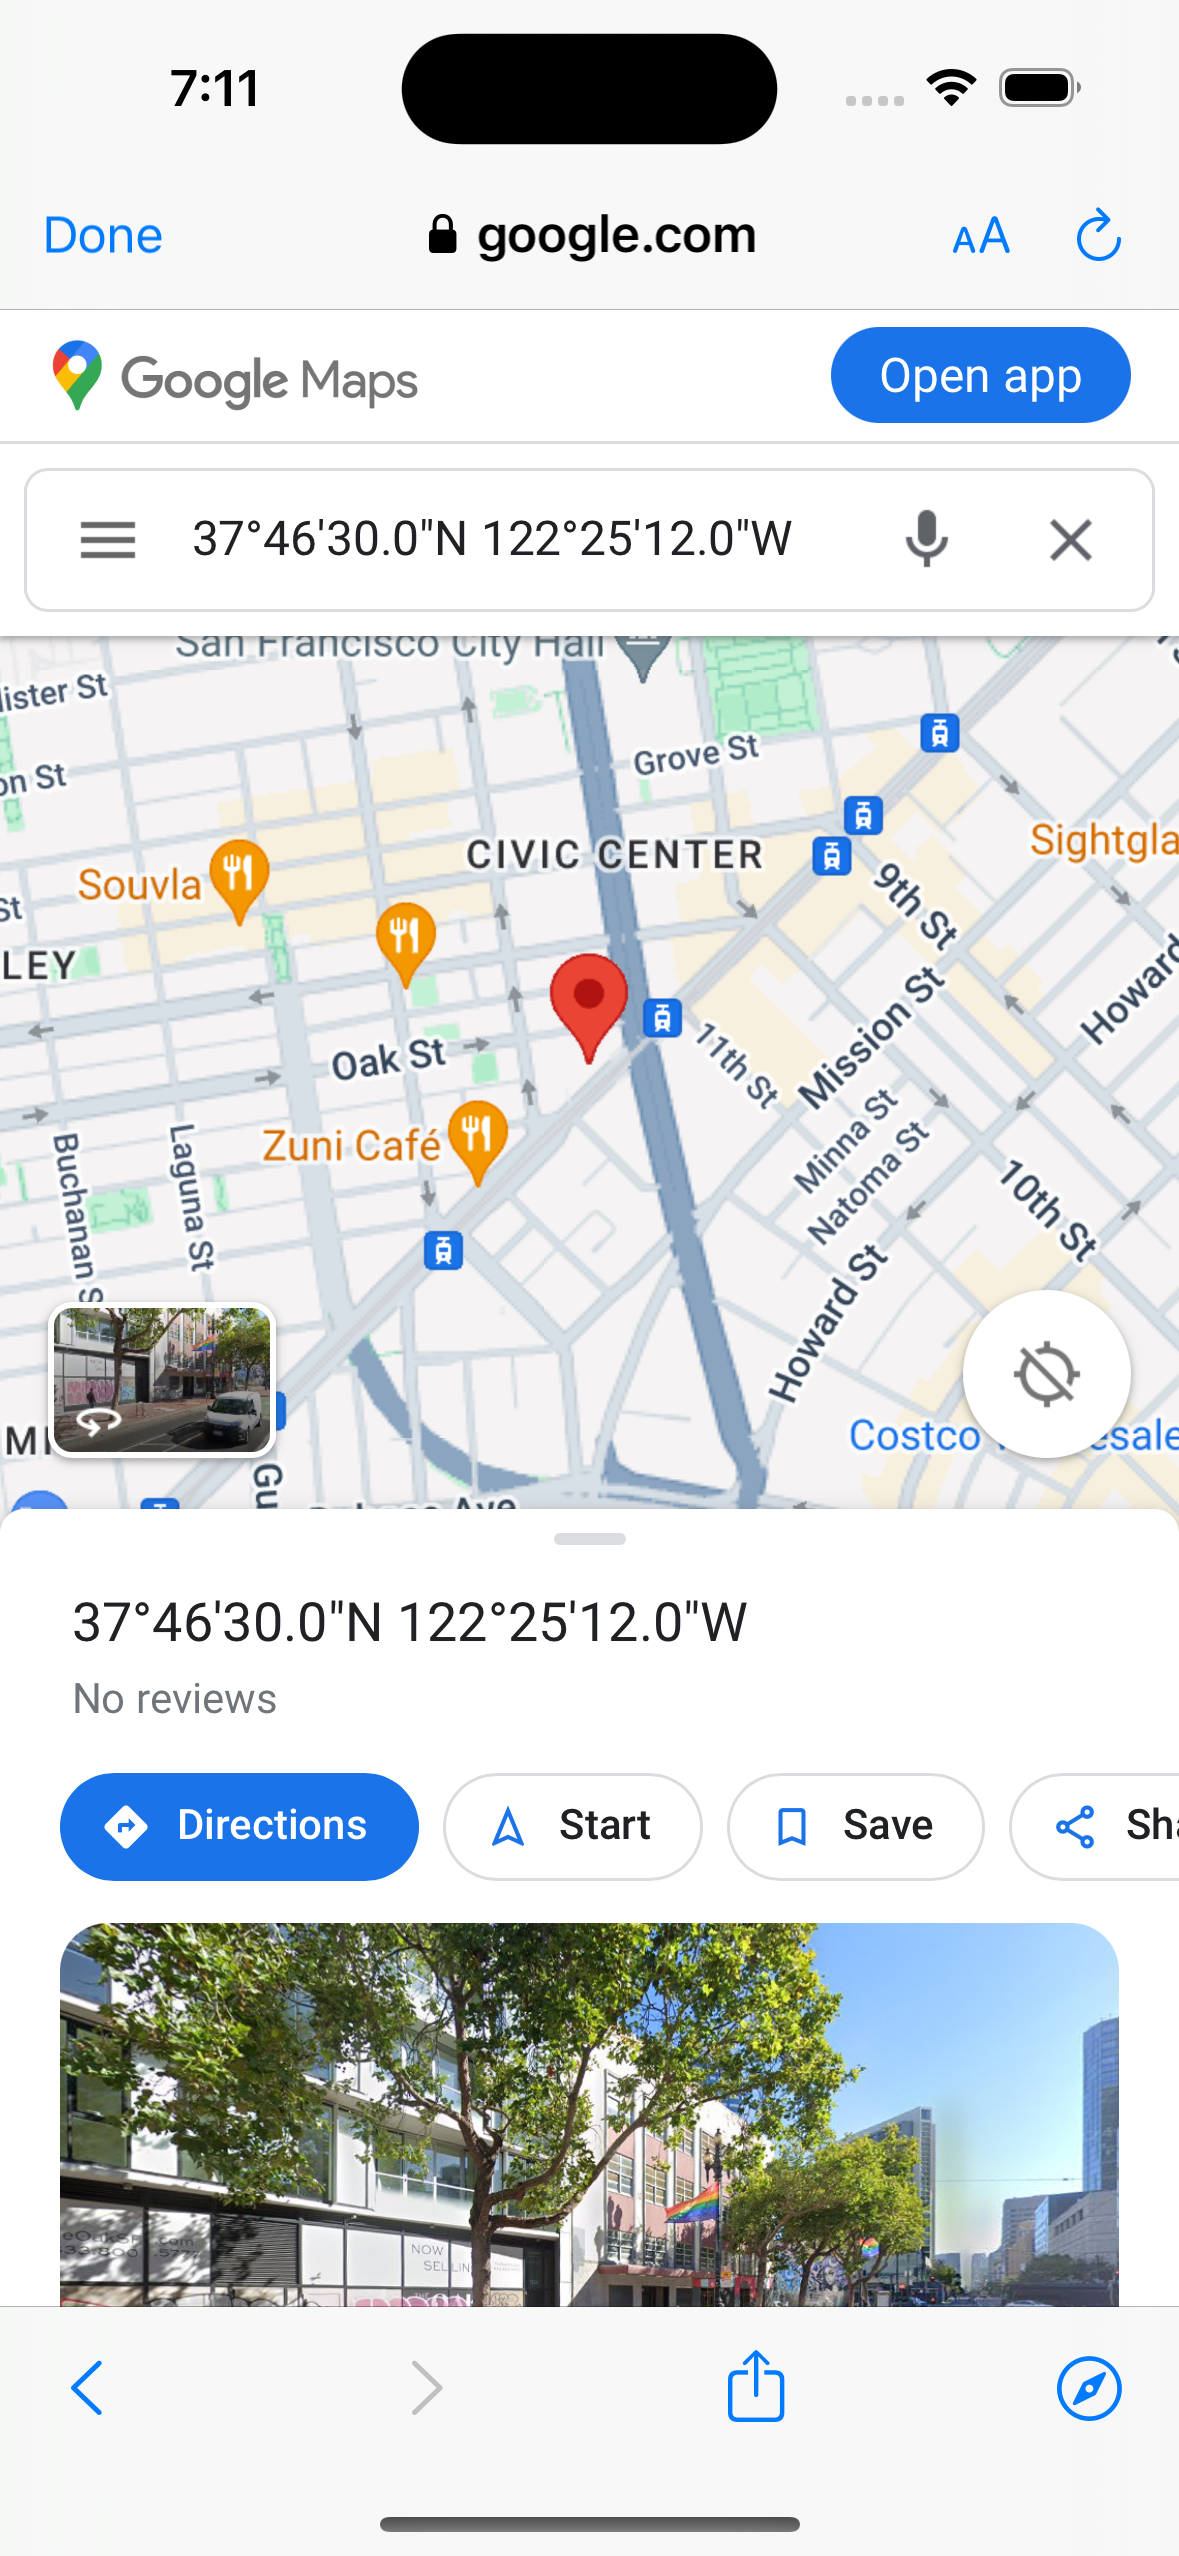 7:11
Done
google.com
AA
Google Maps
Open app
37°46'30.0"N 122°25'12.0"W
San Francisco City Hall
lister St
on St
Grove St
Sightgla
CIVIC CENTER
Souvla
9th St
St
LEY
Howard
Mission St
11th St
Oak St
Minna St
Zuni Café
Natoma St
Buchanan S
Laguna St
10th St
Howard St
Costco
esale
MI
Gu
Ave
37°46'30.0"N 122°25'12.0"W
No reviews
Directions
Start
Save
Sha
NOW
SELLIN